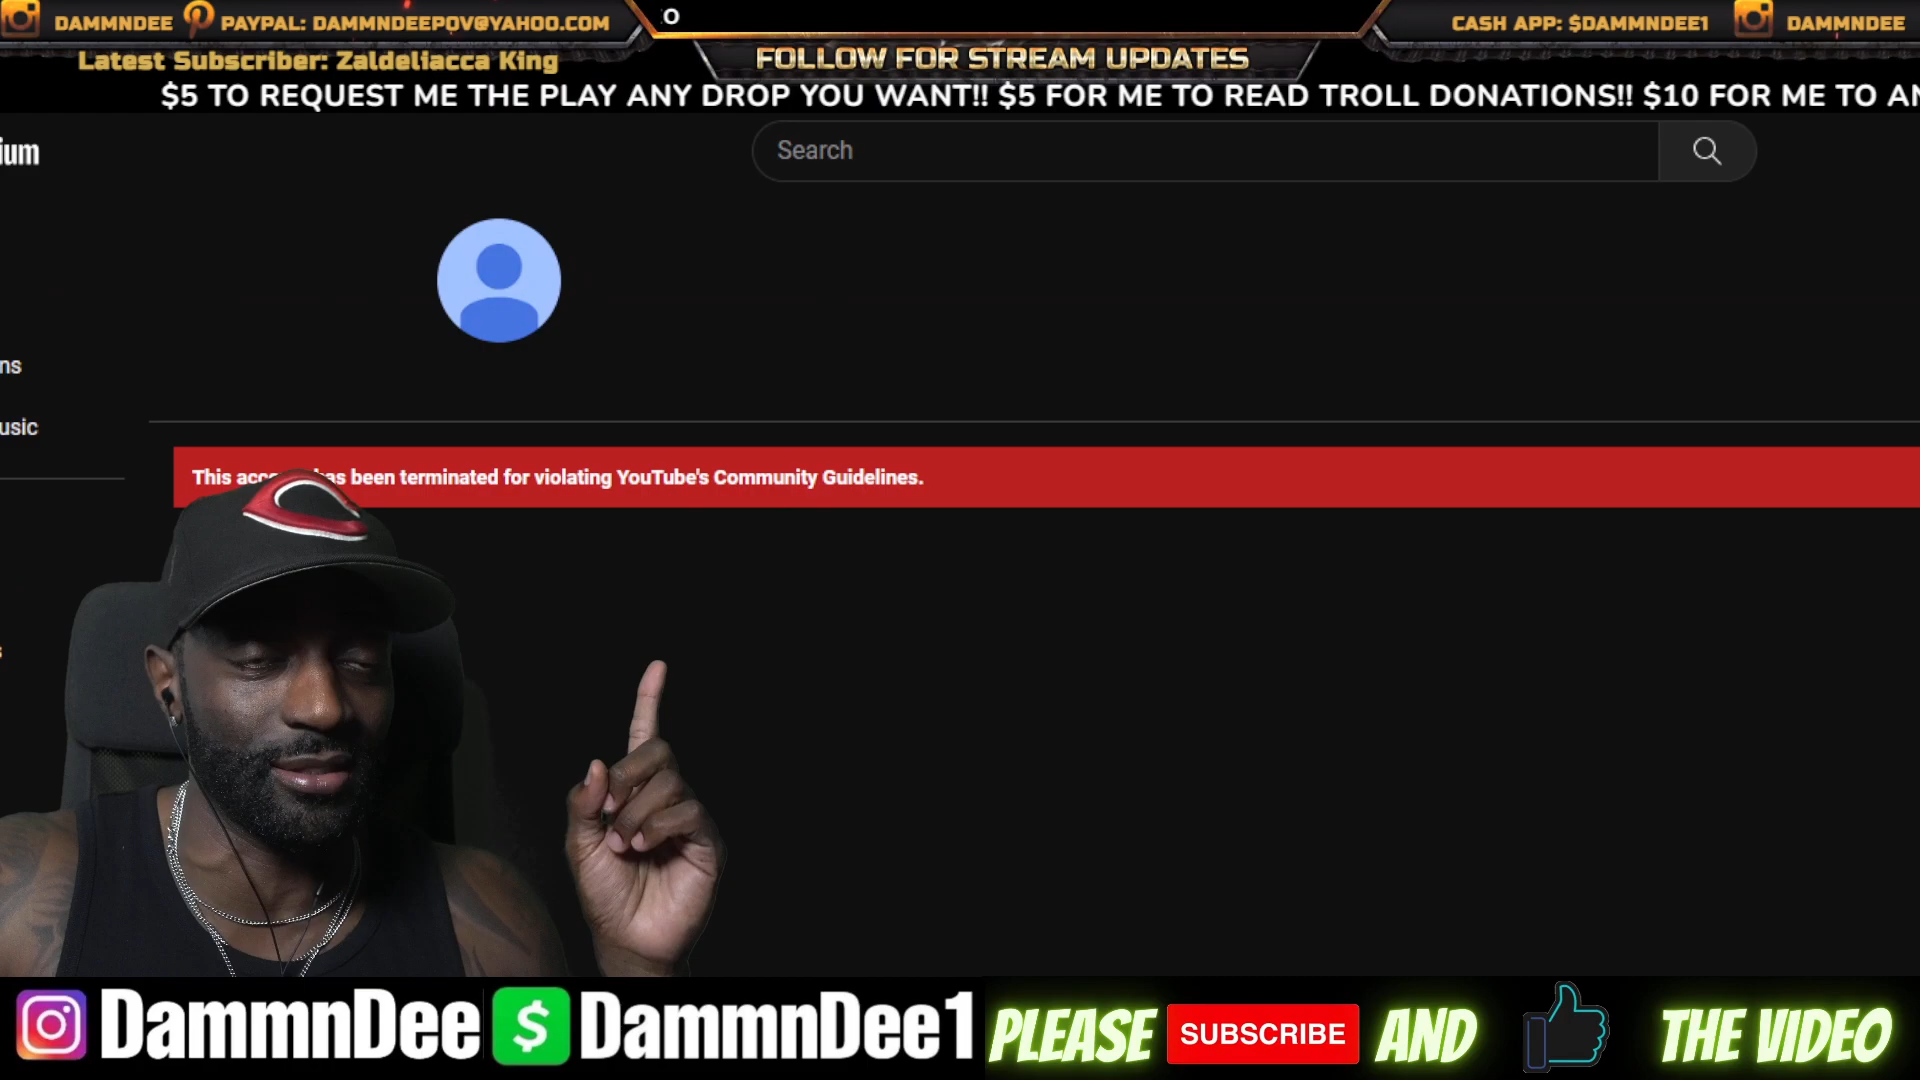 DAMMNDEE PAYPAL: DAMMNDEEPOV@YAHOO.COM
CASH APP: $DAMMNDEE1 DAMMNDEE
Latest Subscriber: Zaldeliacca King
FOLLOW FOR STREAM UPDATES
$5 TO REQUEST ME THE PLAY ANY DROP YOU WANT!! $5 FOR ME TO READ TROLL DONATIONS!! $10 FOR ME TO
ium
Search
ns
usic
This has been terminated for violating YouTube's Community Guidelines.
DammnDee $ DammnDee1 PLEASE SUBSCRIBE AND THE VIDEO